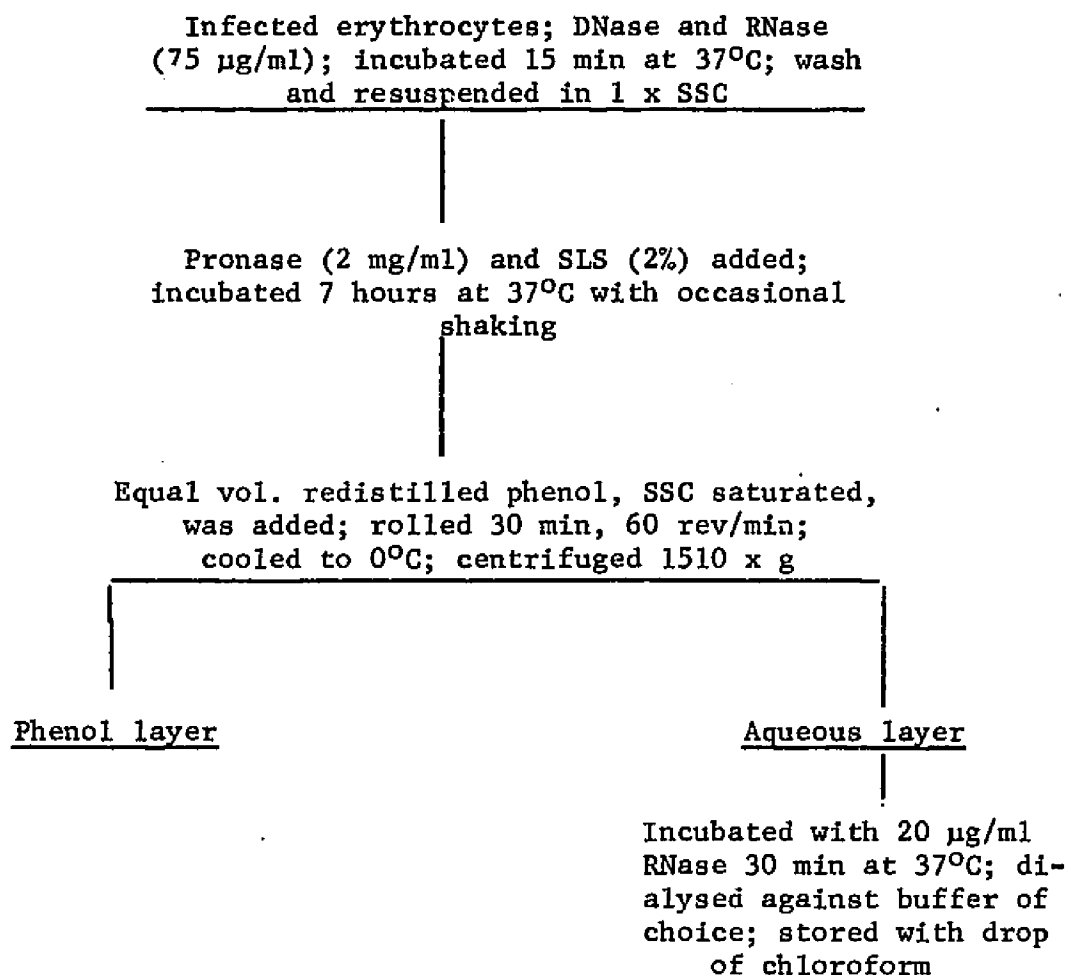 Infected erythrocytes; DNase and RNase
(75 μg/ml); incubated 15 min at 37°C; wash
and resuspended in 1 x SSC
Pronase (2 mg/ml) and SLS (2%) added;
incubated 7 hours at 37°C with occasional
shaking
Equal vol. redistilled phenol, SSC saturated,
was added; rolled 30 min, 60 rev/min;
cooled to 0°C; centrifuged 1510 x g
Phenol layer
Aqueous layer
Incubated with 20 μg/ml
RNase 30 min at 37°C; di-
alysed against buffer of
choice; stored with drop
of chloroform